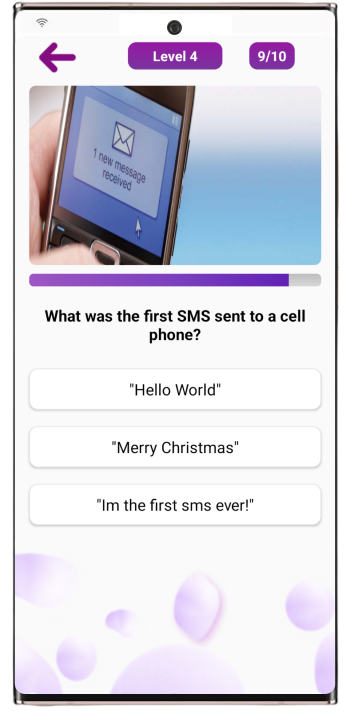 Level 4
9/10
1 new message
received
What was the first SMS sent to a cell
phone?
"Hello World"
"Merry Christmas"
"Im the first sms ever!"